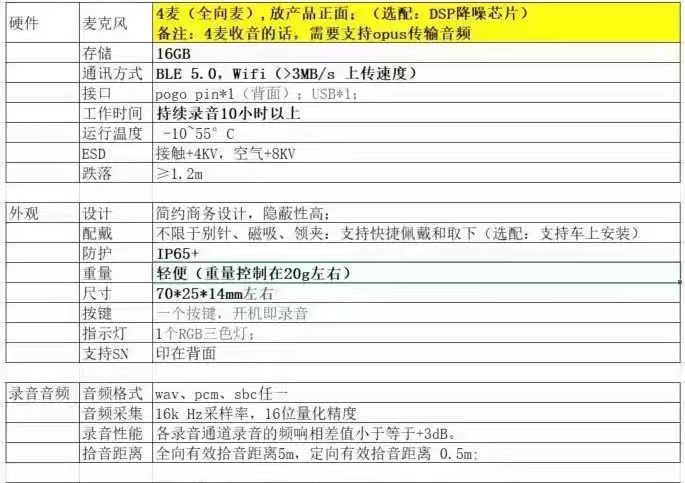 硬件 麦克风 4麦（全向麦）,放产品正面；（选配：DSP降噪芯片）
备注：4麦收音的话，需要支持opus传输音频
存储 16GB
通讯方式 BLE 5.0，Wifi（>3MB/s 上传速度）
接口 pogo pin*1（背面）；USB*1;
工作时间 持续录音10小时以上
运行温度 -10~55° C
ESD 接触+4KV，空气+8KV
跌落 ≥1.2m
外观 设计 简约商务设计，隐蔽性高；
配戴 不限于别针、磁吸、领夹：支持快捷佩戴和取下（选配：支持车上安装）
防护 IP65+
重量 轻便（重量控制在20g左右）
尺寸 70*25*14mm左右
按键 一个按键，开机即录音
指示灯 1个RGB三色灯；
支持SN 印在背面
录音音频 音频格式 wav、pcm、sbc任一
音频采集 16k Hz采样率，16位量化精度
录音性能 各录音通道录音的频响相差值小于等于+3dB。
拾音距离 全向有效拾音距离5m，定向有效拾音距离 0.5m;